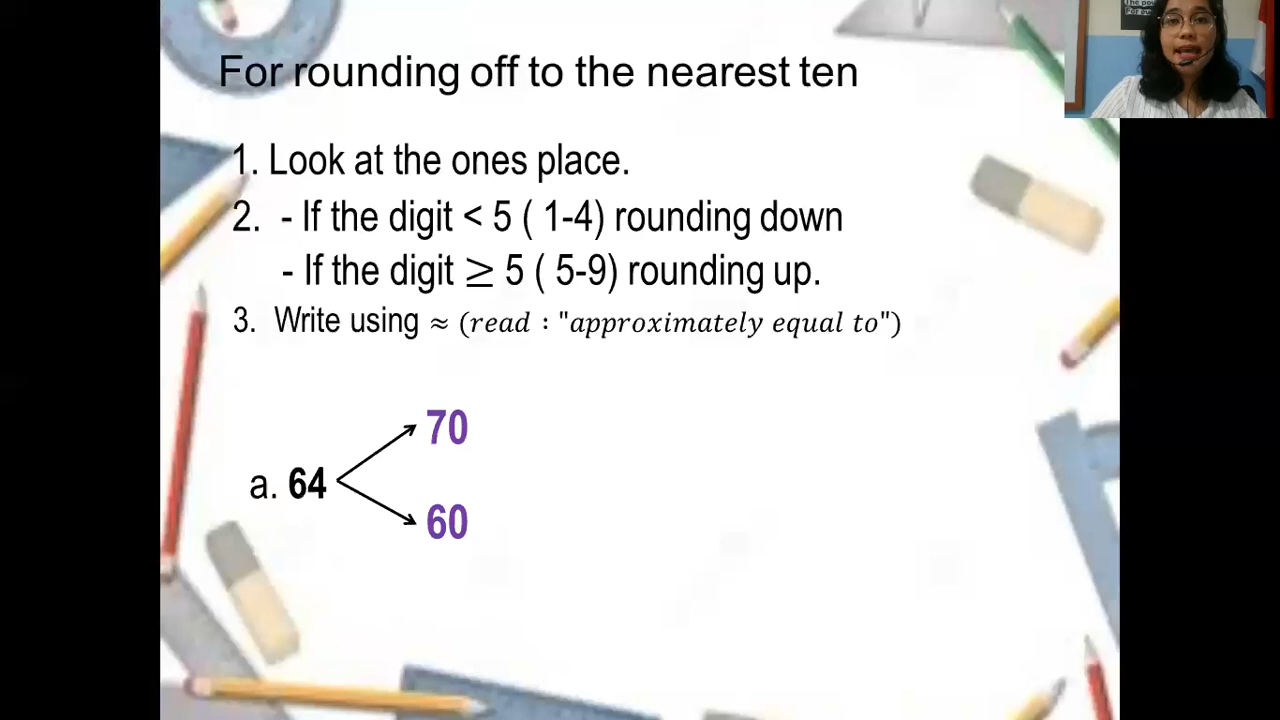 For rounding off to the nearest ten
1. Look at the ones place.
2. - If the digit < 5 ( 1-4) rounding down
- If the digit ≥ 5 ( 5-9) rounding up.
3. Write using ≈ (read : "approximately equal to")
70
a. 64
60